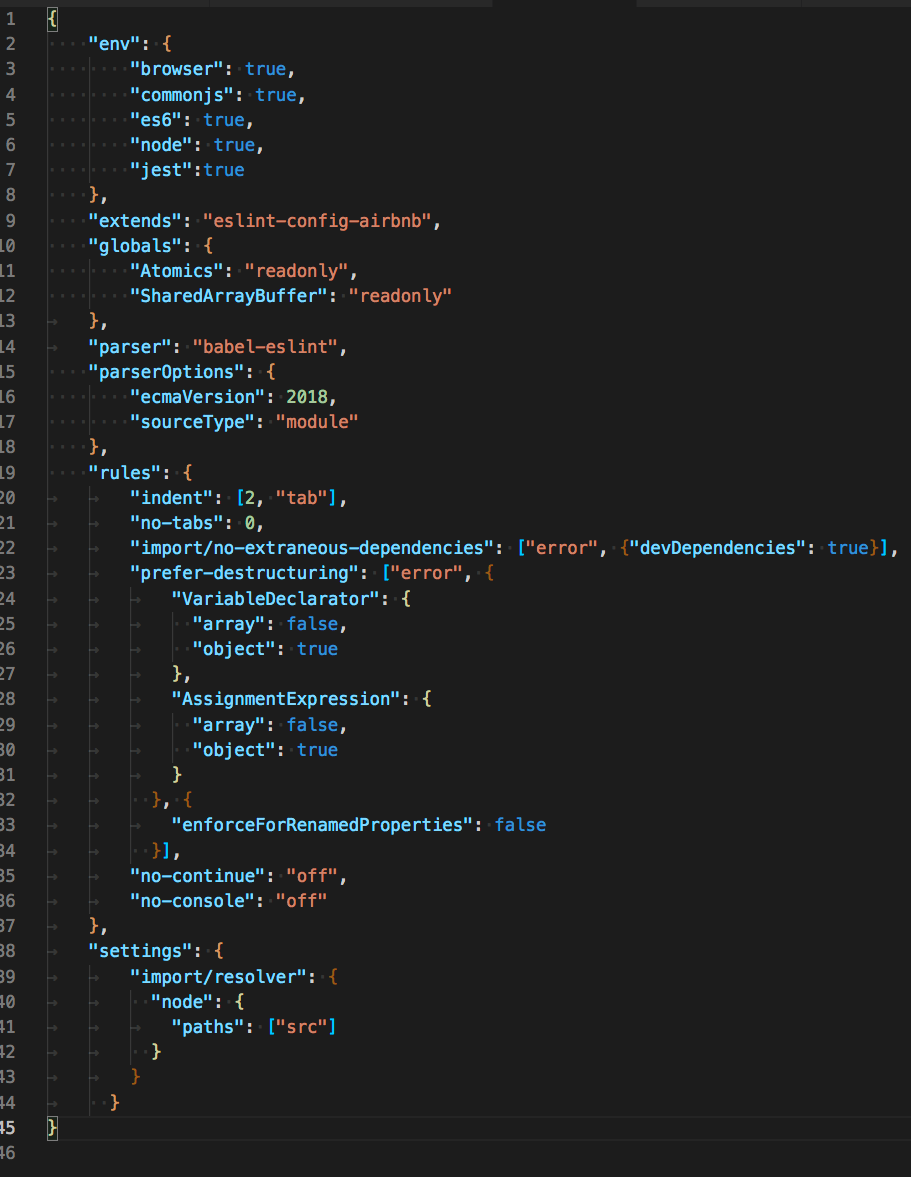 1 {
2     "env": {
3         "browser": true,
4         "commonjs": true,
5         "es6": true,
6         "node": true,
7         "jest":true
8     },
9     "extends": "eslint-config-airbnb",
10     "globals": {
11         "Atomics": "readonly",
12         "SharedArrayBuffer": "readonly"
13     },
14     "parser": "babel-eslint",
15     "parserOptions": {
16         "ecmaVersion": 2018,
17         "sourceType": "module"
18     },
19     "rules": {
20         "indent": [2, "tab"],
21         "no-tabs": 0,
22         "import/no-extraneous-dependencies": ["error", {"devDependencies": true}],
23         "prefer-destructuring": ["error", {
24             "VariableDeclarator": {
25               "array": false,
26               "object": true
27             },
28             "AssignmentExpression": {
29               "array": false,
30               "object": true
31             }
32           }, {
33             "enforceForRenamedProperties": false
34           }],
35         "no-continue": "off",
36         "no-console": "off"
37     },
38     "settings": {
39         "import/resolver": {
40           "node": {
41             "paths": ["src"]
42           }
43         }
44       }
45 }
46